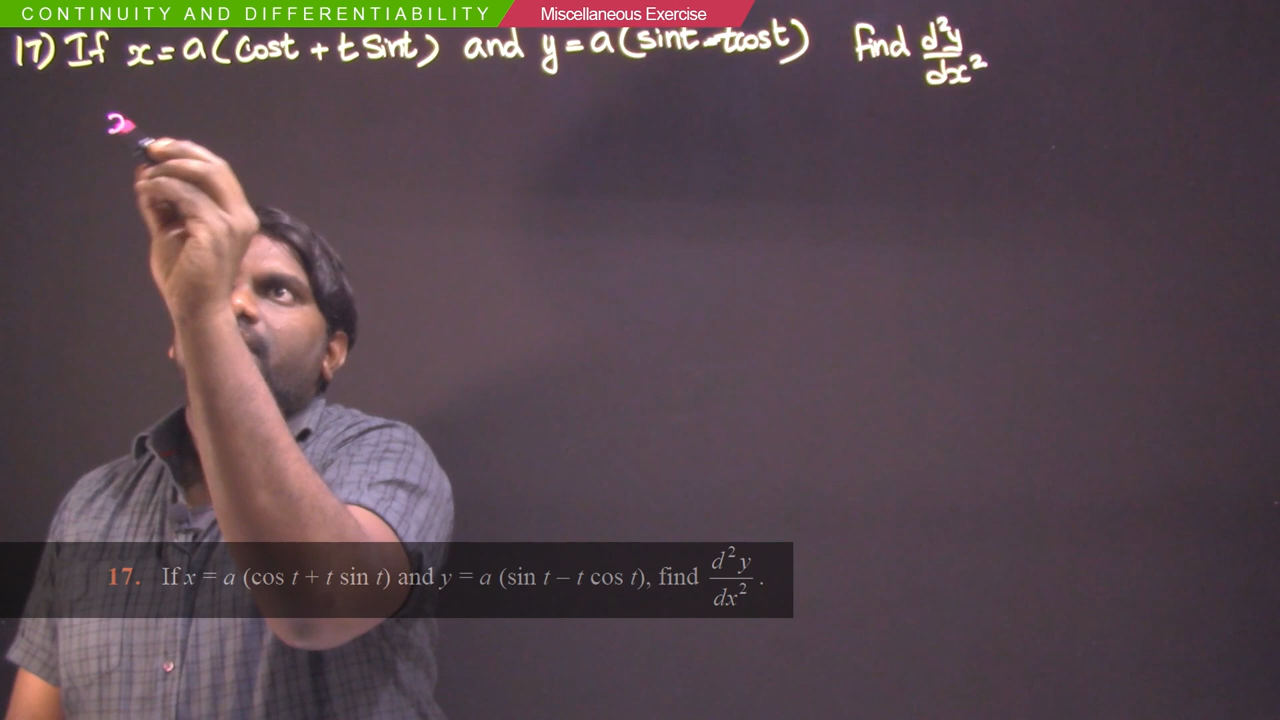 CONTINUITY AND DIFFERENTIABILITY Miscellaneous Exercise
17) If x = a (cost + t sint) and y = a (sint - tcost) find d²y/dx²
17. If x = a (cos t + t sin t) and y = a (sin t – t cos t), find d²y/dx².